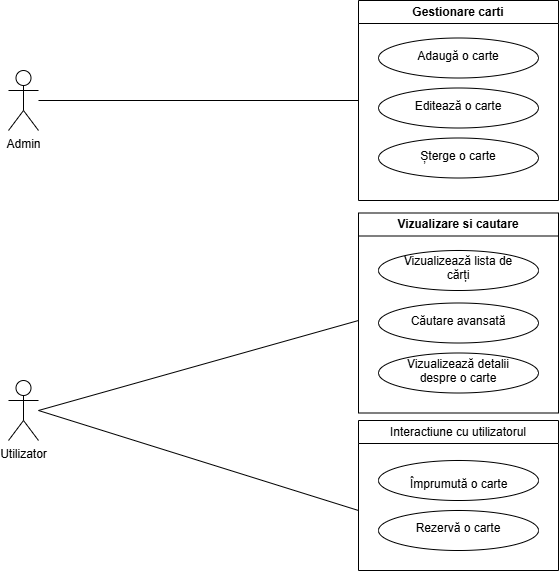 Gestionare carti
Adaugă o carte
Editează o carte
Șterge o carte
Admin
Vizualizare si cautare
Vizualizează lista de
cărți
Căutare avansată
Vizualizează detalii
despre o carte
Utilizator
Interactiune cu utilizatorul
Împrumută o carte
Rezervă o carte